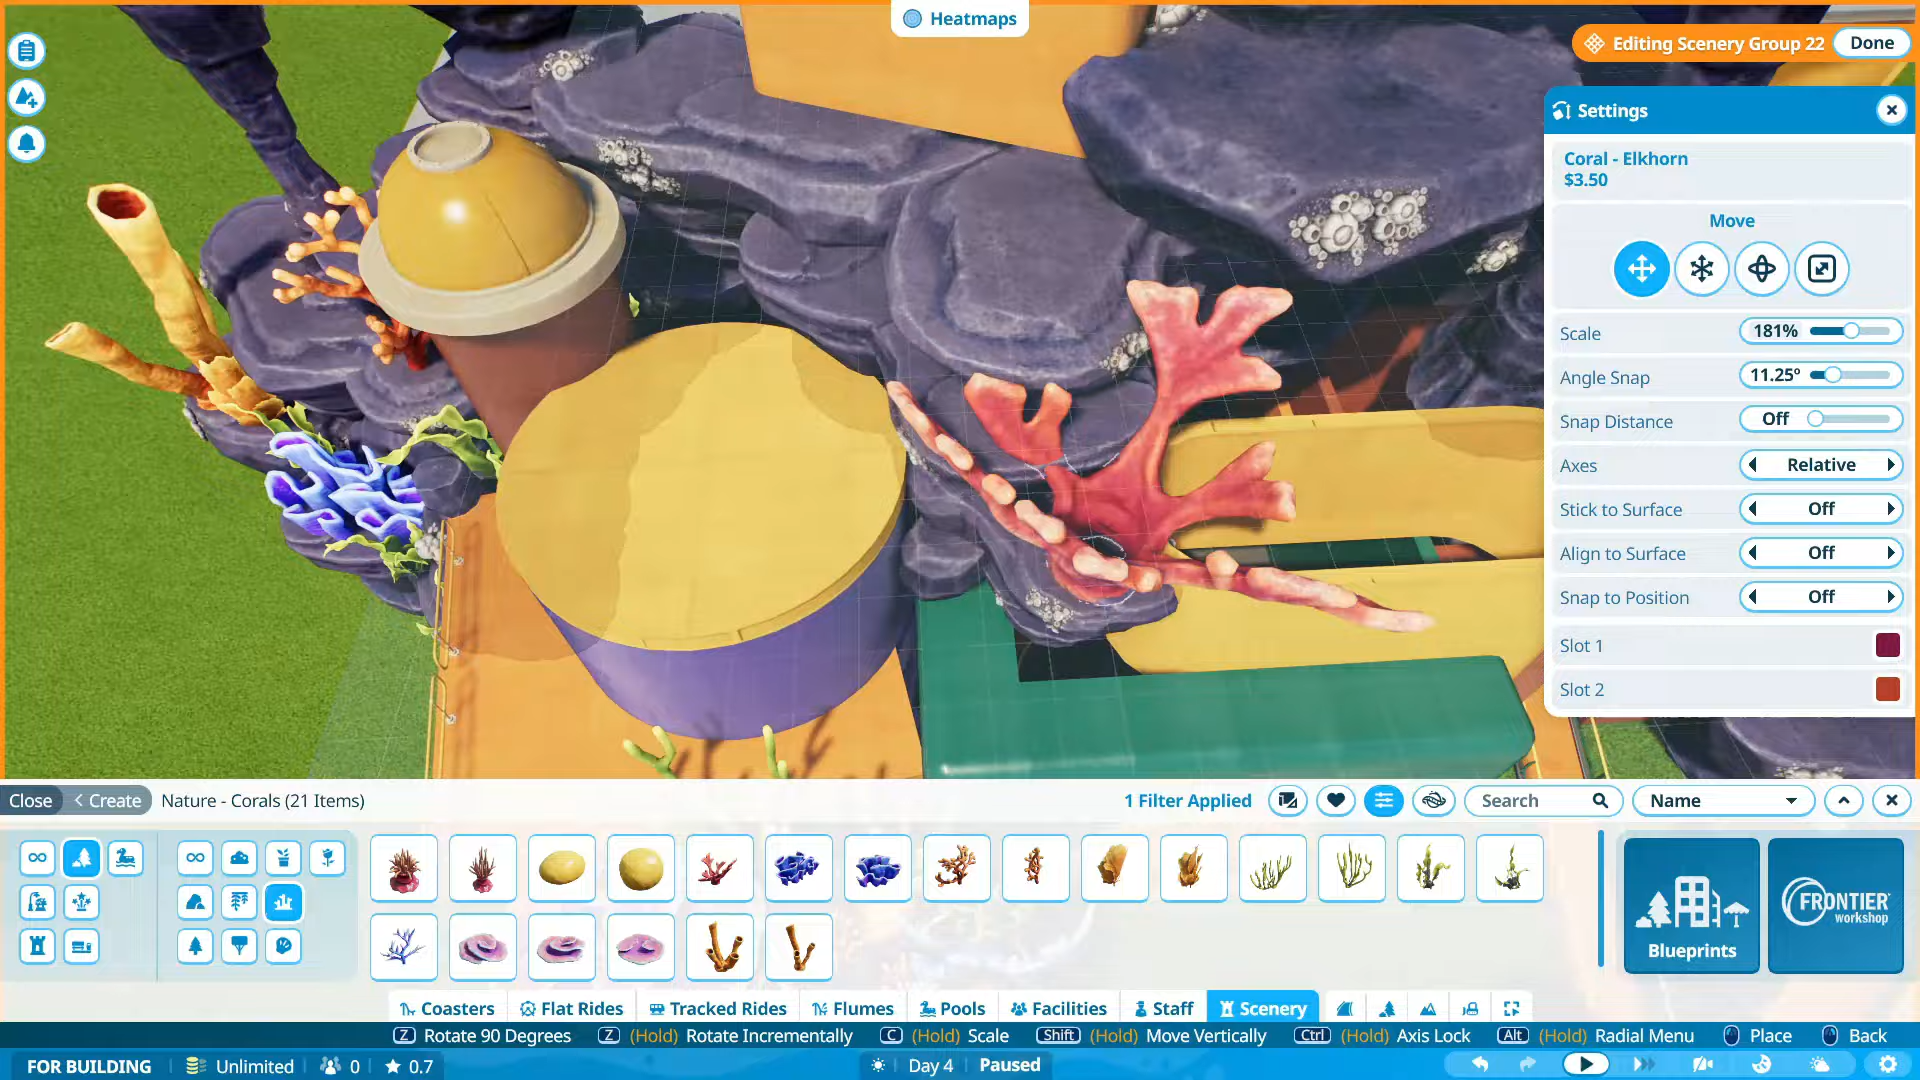 Heatmaps
Editing Scenery Group 22
Done
Settings
Coral - Elkhorn
$3.50
Move
Scale 181%
Angle Snap 11.25°
Snap Distance Off
Axes Relative
Stick to Surface Off
Align to Surface Off
Snap to Position Off
Slot 1
Slot 2
Close
Create
Nature - Corals (21 Items)
1 Filter Applied
Search
Name
Blueprints
FRONTIER
workshop
Coasters
Flat Rides
Tracked Rides
Flumes
Pools
Facilities
Staff
Scenery
Z Rotate 90 Degrees
Z (Hold) Rotate Incrementally
C (Hold) Scale
Shift (Hold) Move Vertically
Ctrl (Hold) Axis Lock
Alt (Hold) Radial Menu
Place
Back
FOR BUILDING
Unlimited
0
0.7
Day 4
Paused